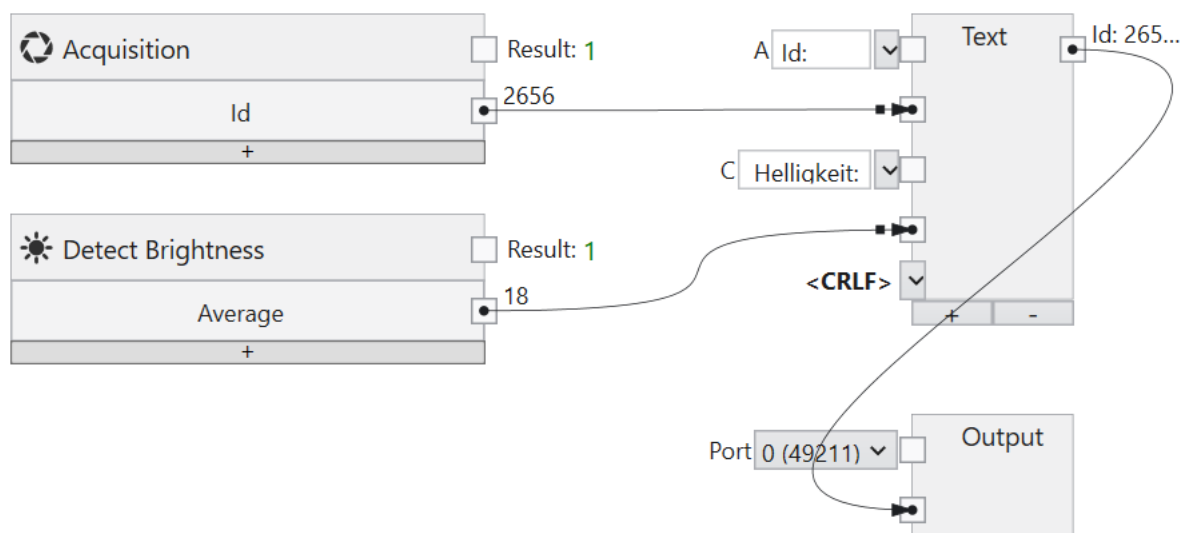 Acquisition
Result: 1
Id
2656
+
Detect Brightness
Result: 1
Average
18
+
A Id:
Text
Id: 265...
C Helligkeit:
<CRLF>
+ -
Port 0 (49211)
Output